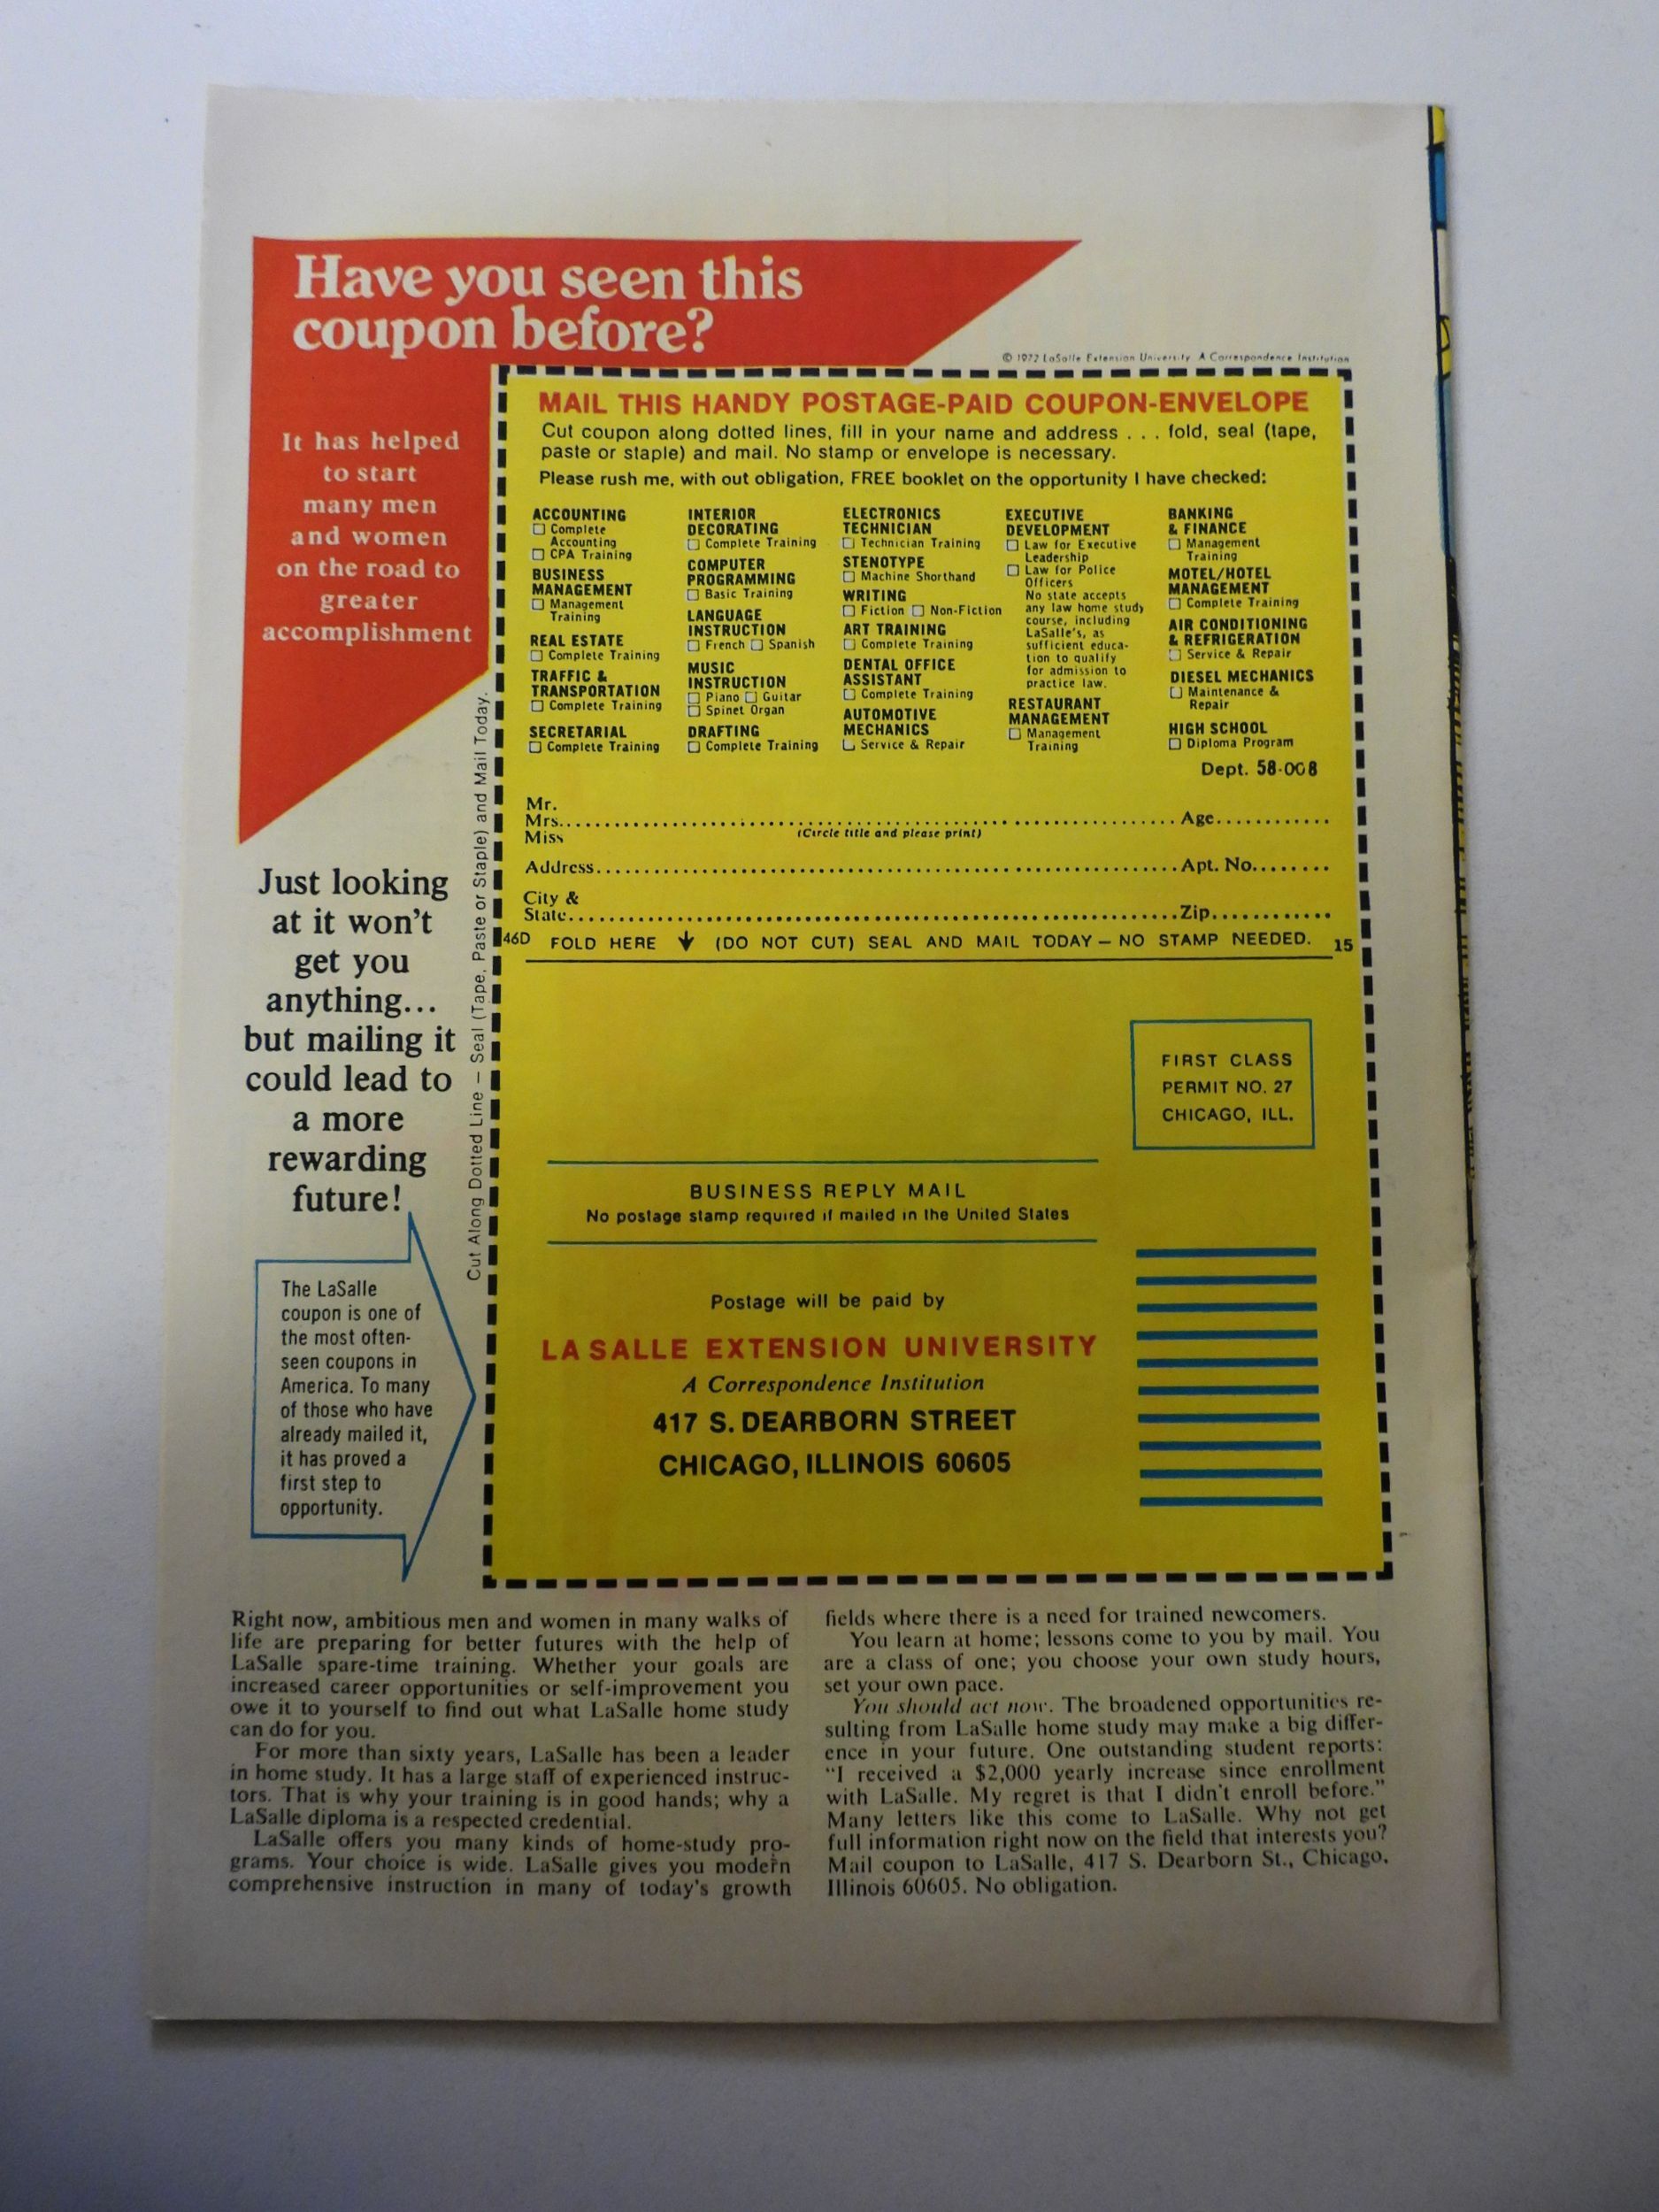 Have you seen this
coupon before?
It has helped
to start
many men
and women
on the road to
greater
accomplishment
Just looking
at it won't
get you
anything...
but mailing it
could lead to
a more
rewarding
future!
The LaSalle
coupon is one of
the most often-
seen coupons in
America. To many
of those who have
already mailed it,
it has proved a
first step to
opportunity.
Cut Along Dotted Line – Seal (Tape, Paste or Staple) and Mail Today.
© 1972 LaSalle Extension University A Correspondence Institution
MAIL THIS HANDY POSTAGE-PAID COUPON-ENVELOPE
Cut coupon along dotted lines, fill in your name and address . . . fold, seal (tape,
paste or staple) and mail. No stamp or envelope is necessary.
Please rush me, with out obligation, FREE booklet on the opportunity I have checked:
ACCOUNTING
☐ Complete
Accounting
☐ CPA Training
BUSINESS
MANAGEMENT
☐ Management
Training
REAL ESTATE
☐ Complete Training
TRAFFIC &
TRANSPORTATION
☐ Complete Training
SECRETARIAL
☐ Complete Training
INTERIOR
DECORATING
☐ Complete Training
COMPUTER
PROGRAMMING
☐ Basic Training
LANGUAGE
INSTRUCTION
☐ French ☐ Spanish
MUSIC
INSTRUCTION
☐ Piano ☐ Guitar
☐ Spinet Organ
DRAFTING
☐ Complete Training
ELECTRONICS
TECHNICIAN
☐ Technician Training
STENOTYPE
☐ Machine Shorthand
WRITING
☐ Fiction ☐ Non-Fiction
ART TRAINING
☐ Complete Training
DENTAL OFFICE
ASSISTANT
☐ Complete Training
AUTOMOTIVE
MECHANICS
☐ Service & Repair
EXECUTIVE
DEVELOPMENT
☐ Law for Executive
Leadership
☐ Law for Police
Officers
No state accepts
any law home study
course, including
LaSalle's, as
sufficient educa-
tion to qualify
for admission to
practice law.
RESTAURANT
MANAGEMENT
☐ Management
Training
BANKING
& FINANCE
☐ Management
Training
MOTEL/HOTEL
MANAGEMENT
☐ Complete Training
AIR CONDITIONING
& REFRIGERATION
☐ Service & Repair
DIESEL MECHANICS
☐ Maintenance &
Repair
HIGH SCHOOL
☐ Diploma Program
Dept. 58-008
Mr.
Mrs.......... Age..........
Miss (Circle title and please print)
Address.......... Apt. No..........
City &
State.......... Zip..........
46D FOLD HERE ↓ (DO NOT CUT) SEAL AND MAIL TODAY – NO STAMP NEEDED. 15
FIRST CLASS
PERMIT NO. 27
CHICAGO, ILL.
BUSINESS REPLY MAIL
No postage stamp required if mailed in the United States
Postage will be paid by
LA SALLE EXTENSION UNIVERSITY
A Correspondence Institution
417 S. DEARBORN STREET
CHICAGO, ILLINOIS 60605
Right now, ambitious men and women in many walks of
life are preparing for better futures with the help of
LaSalle spare-time training. Whether your goals are
increased career opportunities or self-improvement you
owe it to yourself to find out what LaSalle home study
can do for you.
For more than sixty years, LaSalle has been a leader
in home study. It has a large staff of experienced instruc-
tors. That is why your training is in good hands; why a
LaSalle diploma is a respected credential.
LaSalle offers you many kinds of home-study pro-
grams. Your choice is wide. LaSalle gives you modern
comprehensive instruction in many of today's growth
fields where there is a need for trained newcomers.
You learn at home; lessons come to you by mail. You
are a class of one; you choose your own study hours,
set your own pace.
You should act now. The broadened opportunities re-
sulting from LaSalle home study may make a big differ-
ence in your future. One outstanding student reports:
"I received a $2,000 yearly increase since enrollment
with LaSalle. My regret is that I didn't enroll before."
Many letters like this come to LaSalle. Why not get
full information right now on the field that interests you?
Mail coupon to LaSalle, 417 S. Dearborn St., Chicago,
Illinois 60605. No obligation.